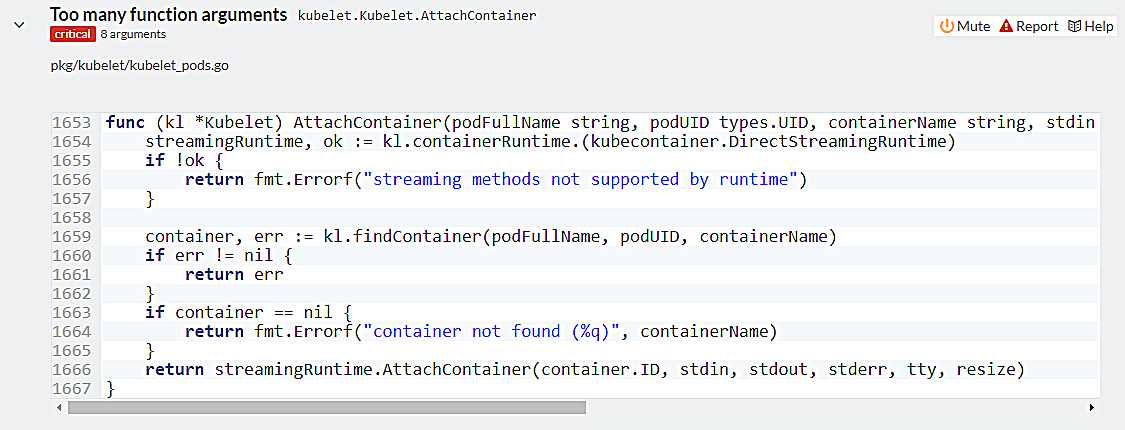 Too many function arguments kubelet.Kubelet.AttachContainer
critical 8 arguments
Mute Report Help
pkg/kubelet/kubelet_pods.go
1653 func (kl *Kubelet) AttachContainer(podFullName string, podUID types.UID, containerName string, stdin
1654     streamingRuntime, ok := kl.containerRuntime.(kubecontainer.DirectStreamingRuntime)
1655     if !ok {
1656         return fmt.Errorf("streaming methods not supported by runtime")
1657     }
1658
1659     container, err := kl.findContainer(podFullName, podUID, containerName)
1660     if err != nil {
1661         return err
1662     }
1663     if container == nil {
1664         return fmt.Errorf("container not found (%q)", containerName)
1665     }
1666     return streamingRuntime.AttachContainer(container.ID, stdin, stdout, stderr, tty, resize)
1667 }